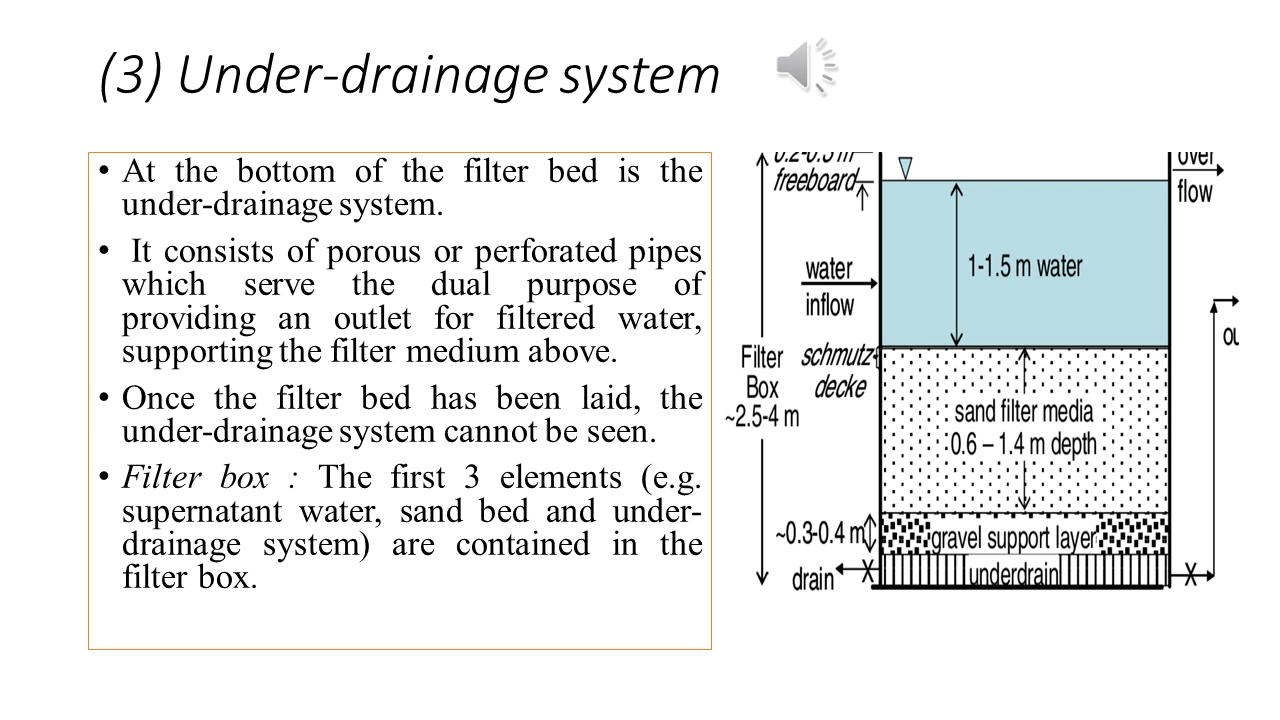 (3) Under-drainage system
• At the bottom of the filter bed is the
under-drainage system.
• It consists of porous or perforated pipes
which serve the dual purpose of
providing an outlet for filtered water,
supporting the filter medium above.
• Once the filter bed has been laid, the
under-drainage system cannot be seen.
• Filter box : The first 3 elements (e.g.
supernatant water, sand bed and under-
drainage system) are contained in the
filter box.
freeboard
over
flow
1-1.5 m water
water
inflow
Filter
Box
~2.5-4 m
schmutz-
decke
sand filter media
0.6 – 1.4 m depth
~0.3-0.4 m
gravel support layer
drain
underdrain